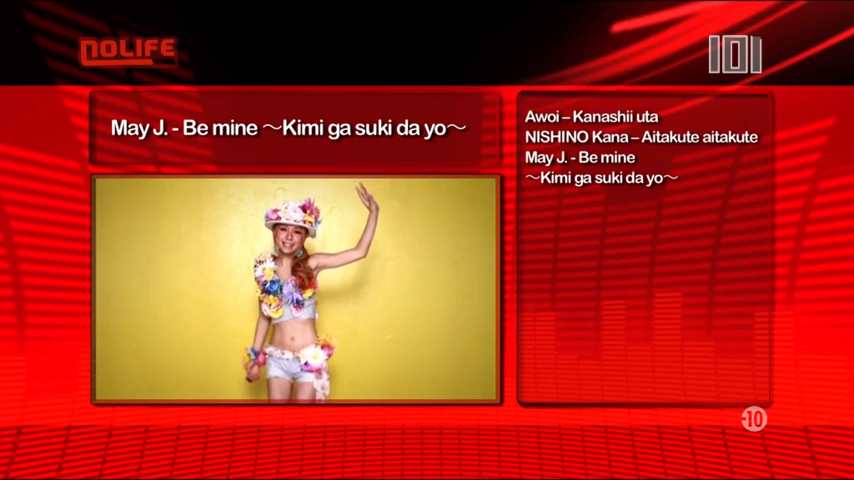 NOLIFE
101
May J. - Be mine ～Kimi ga suki da yo～
Awoi – Kanashii uta
NISHINO Kana – Aitakute aitakute
May J. - Be mine
～Kimi ga suki da yo～
-10